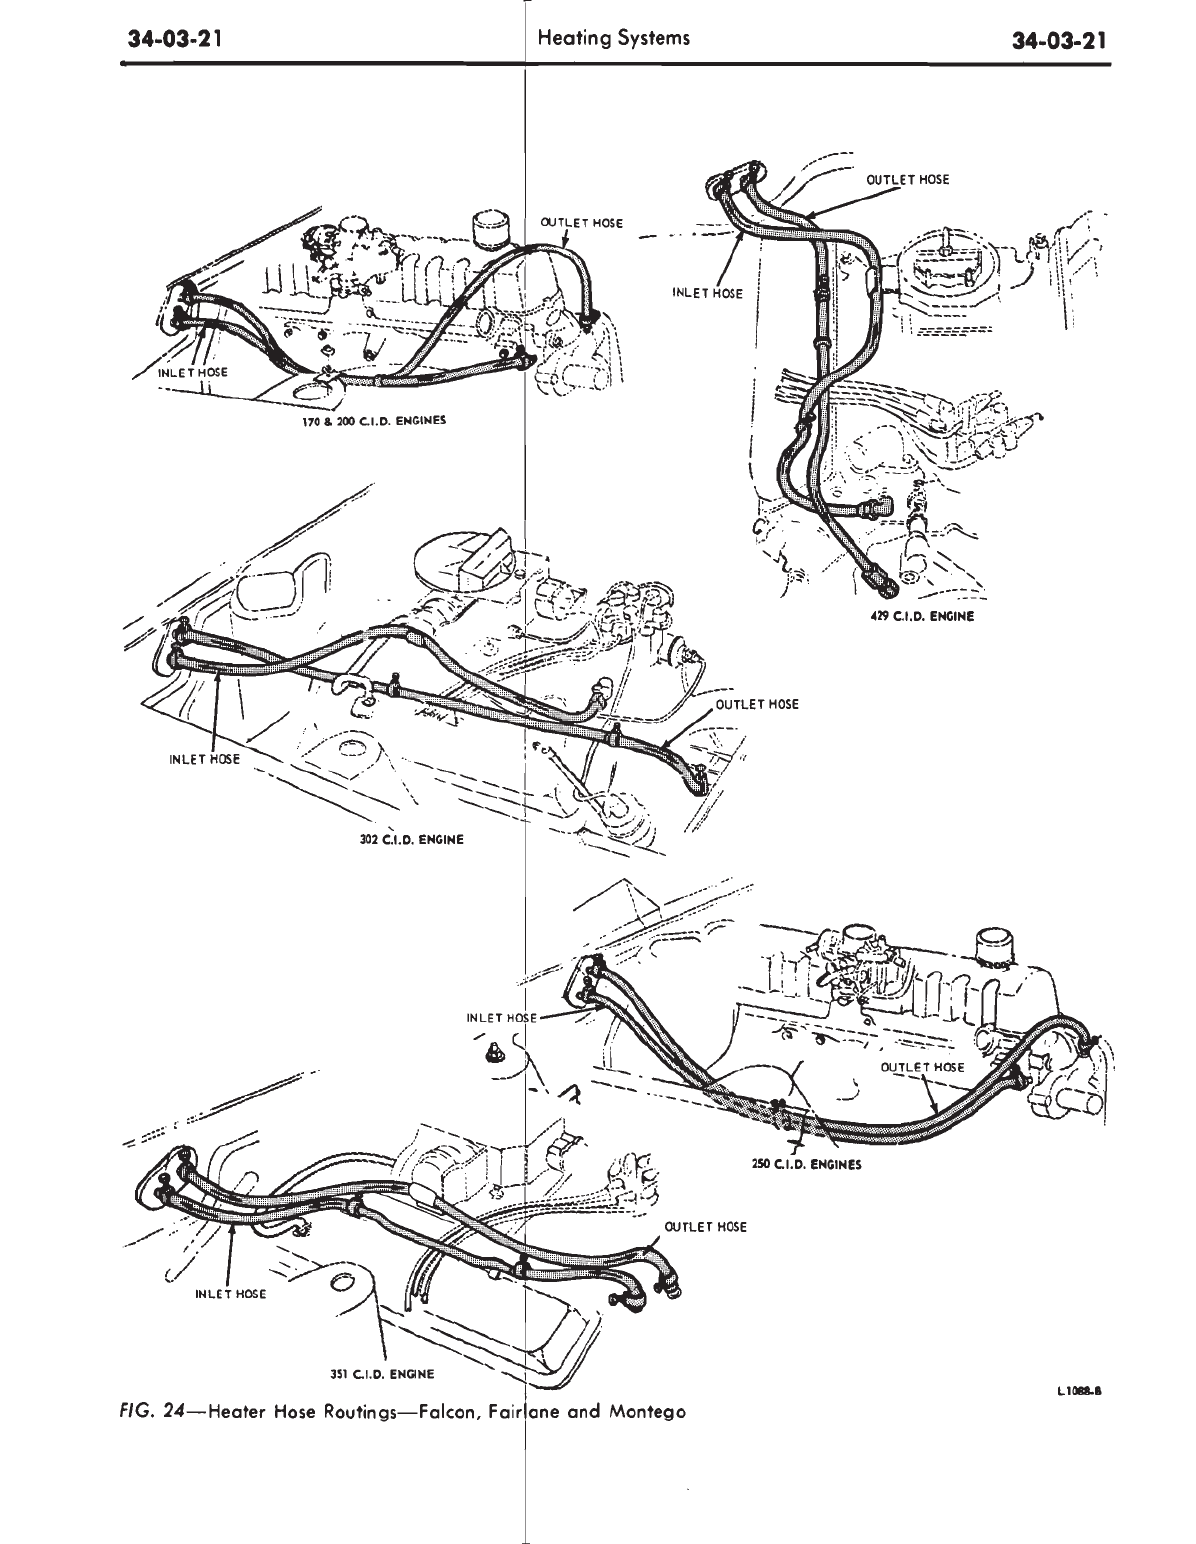 34-03-21
Heating Systems
34-03-21
OUTLET HOSE
OUTLET HOSE
INLET HOSE
INLET HOSE
170 & 200 C.I.D. ENGINES
429 C.I.D. ENGINE
OUTLET HOSE
INLET HOSE
302 C.I.D. ENGINE
INLET HOSE
OUTLET HOSE
250 C.I.D. ENGINES
OUTLET HOSE
INLET HOSE
351 C.I.D. ENGINE
L1088-B
FIG. 24—Heater Hose Routings—Falcon, Fairlane and Montego